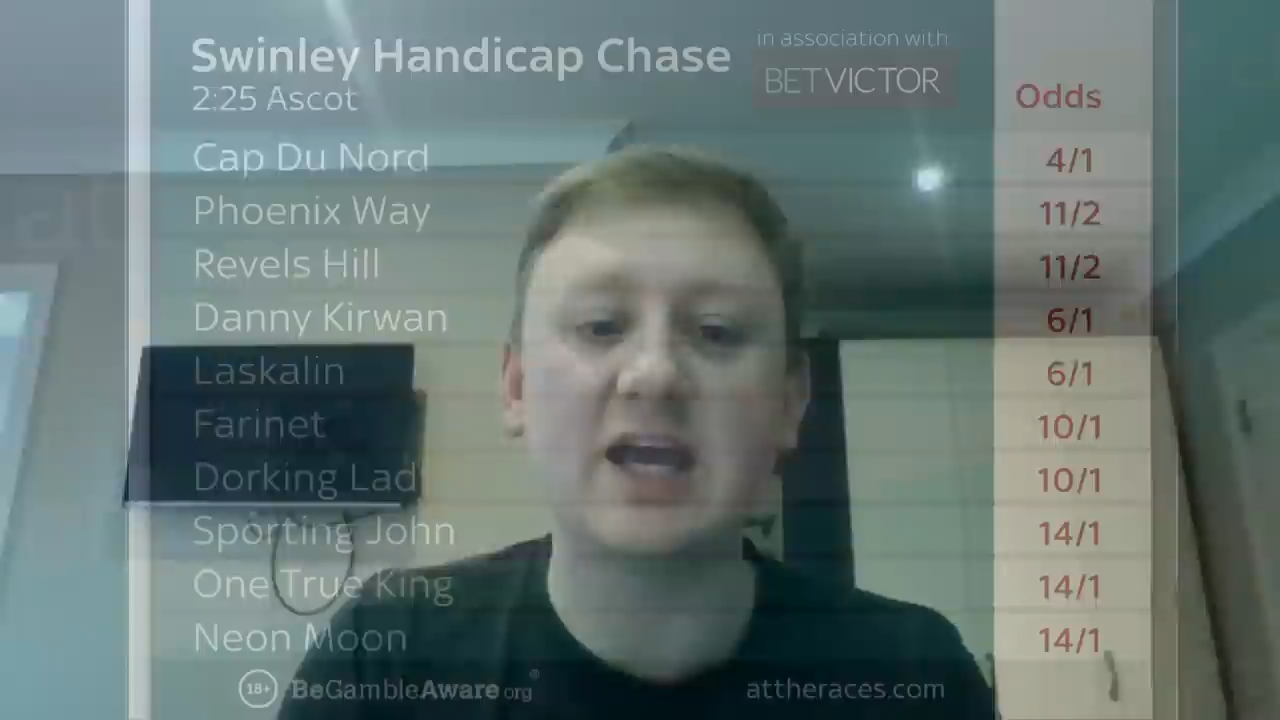 Swinley Handicap Chase
in association with
BETVICTOR
2:25 Ascot
Odds
Cap Du Nord 4/1
Phoenix Way 11/2
Revels Hill 11/2
Danny Kirwan 6/1
Laskalin 6/1
Farinet 10/1
Dorking Lad 10/1
Sporting John 14/1
One True King 14/1
Neon Moon 14/1
18+ BeGambleAware.org®
attheraces.com